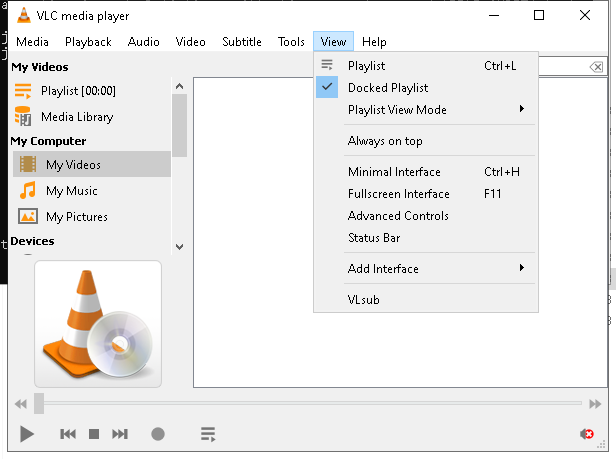 VLC media player
Media Playback Audio Video Subtitle Tools View Help
My Videos
Playlist [00:00]
Media Library
My Computer
My Videos
My Music
My Pictures
Devices
Playlist Ctrl+L
Docked Playlist
Playlist View Mode
Always on top
Minimal Interface Ctrl+H
Fullscreen Interface F11
Advanced Controls
Status Bar
Add Interface
VLsub